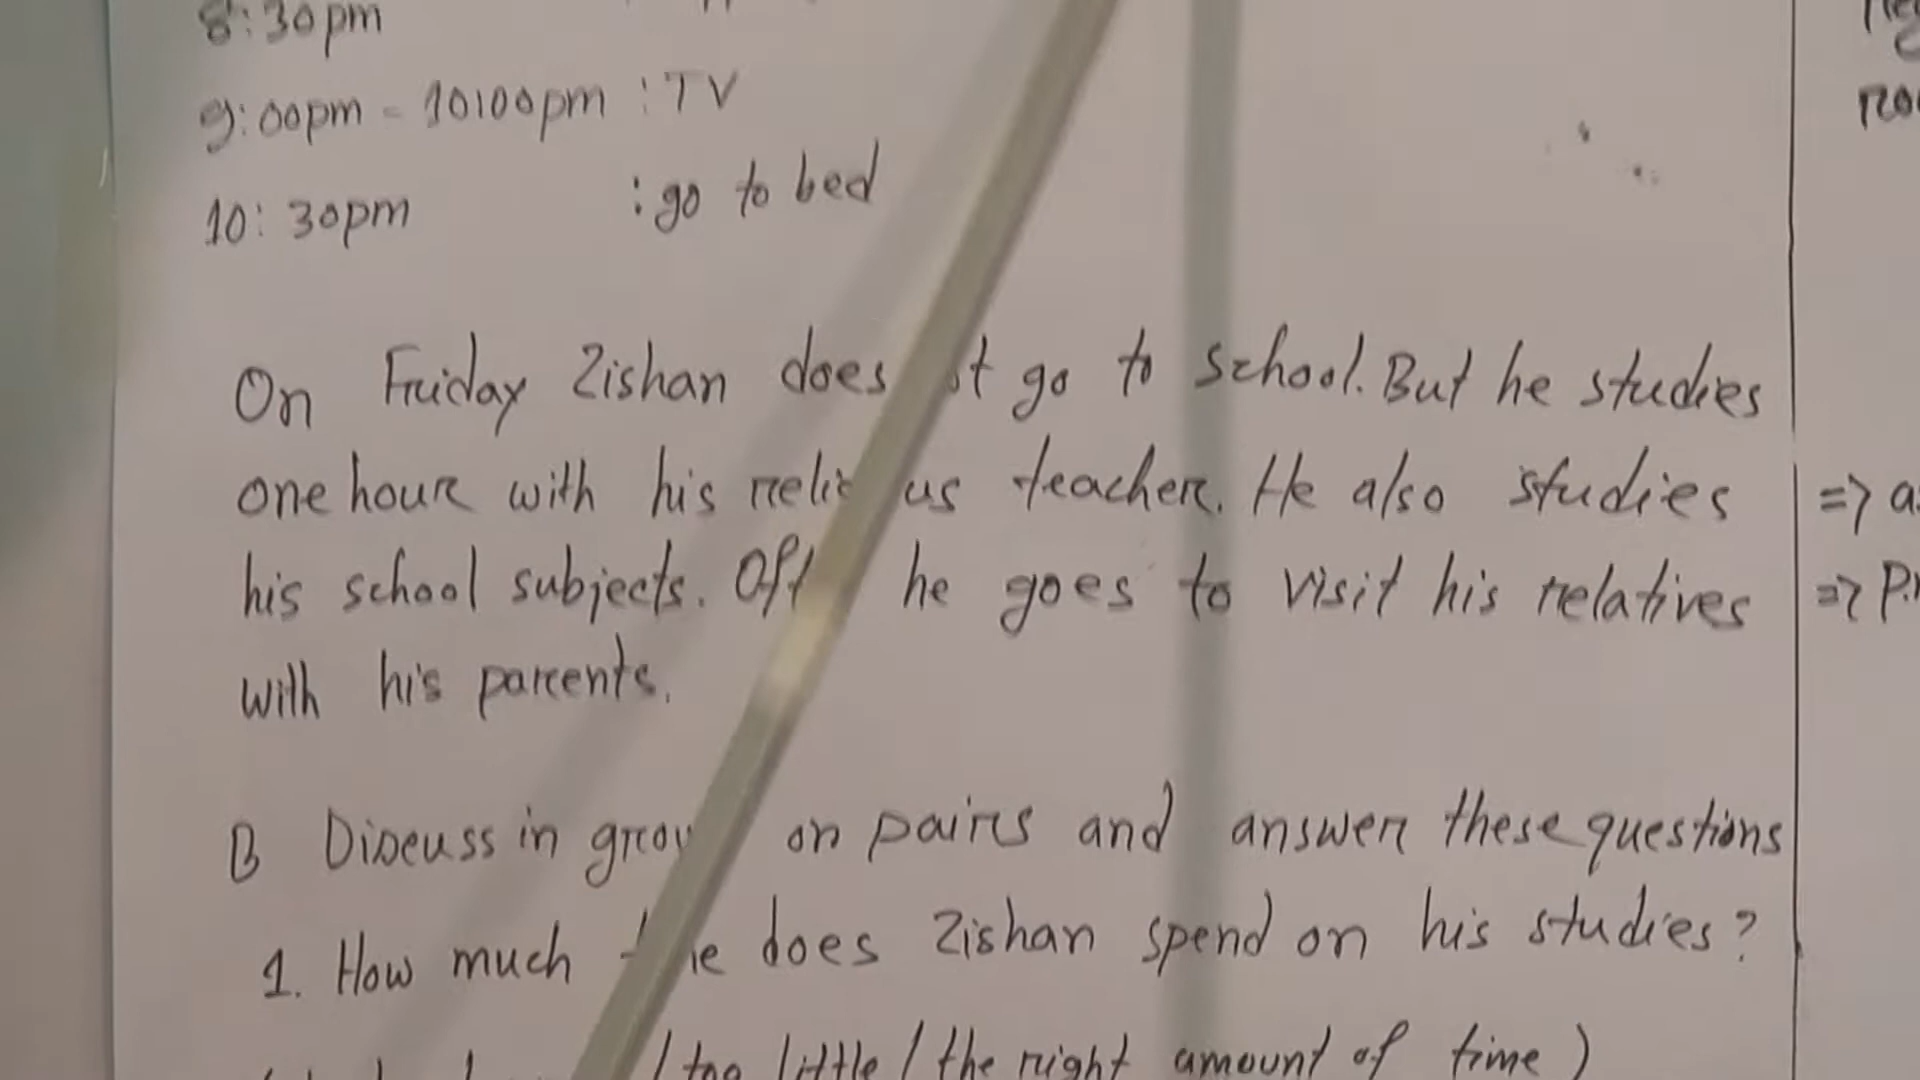 8:30pm
9:00pm - 10:00pm : TV
10:30pm : go to bed
On Friday Zishan does go to school. But he studies
one hour with his teacher. He also studies
his school subjects. he goes to visit his relatives
with his parents.
B Discuss in or pairs and answer these questions
1. How much does Zishan spend on his studies?
/ too little / the right amount of time)